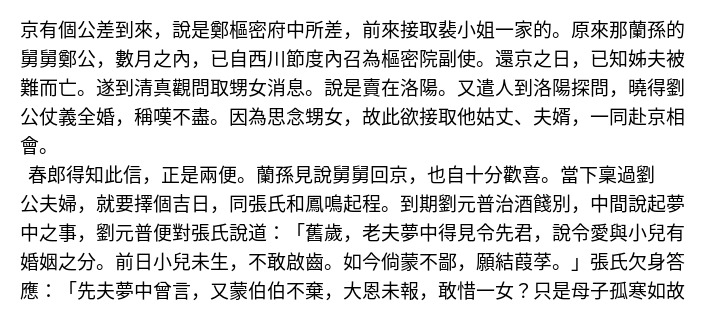 京有個公差到來，說是鄭樞密府中所差，前來接取裴小姐一家的。原來那蘭孫的
舅舅鄭公，數月之內，已自西川節度內召為樞密院副使。還京之日，已知姊夫被
難而亡。遂到清真觀問取甥女消息。說是賣在洛陽。又遣人到洛陽探問，曉得劉
公仗義全婚，稱嘆不盡。因為思念甥女，故此欲接取他姑丈、夫婿，一同赴京相
會。
春郎得知此信，正是兩便。蘭孫見說舅舅回京，也自十分歡喜。當下稟過劉
公夫婦，就要擇個吉日，同張氏和鳳鳴起程。到期劉元普治酒餞別，中間說起夢
中之事，劉元普便對張氏說道：「舊歲，老夫夢中得見令先君，說令愛與小兒有
婚姻之分。前日小兒未生，不敢啟齒。如今倘蒙不鄙，願結葭莩。」張氏欠身答
應：「先夫夢中曾言，又蒙伯伯不棄，大恩未報，敢惜一女？只是母子孤寒如故